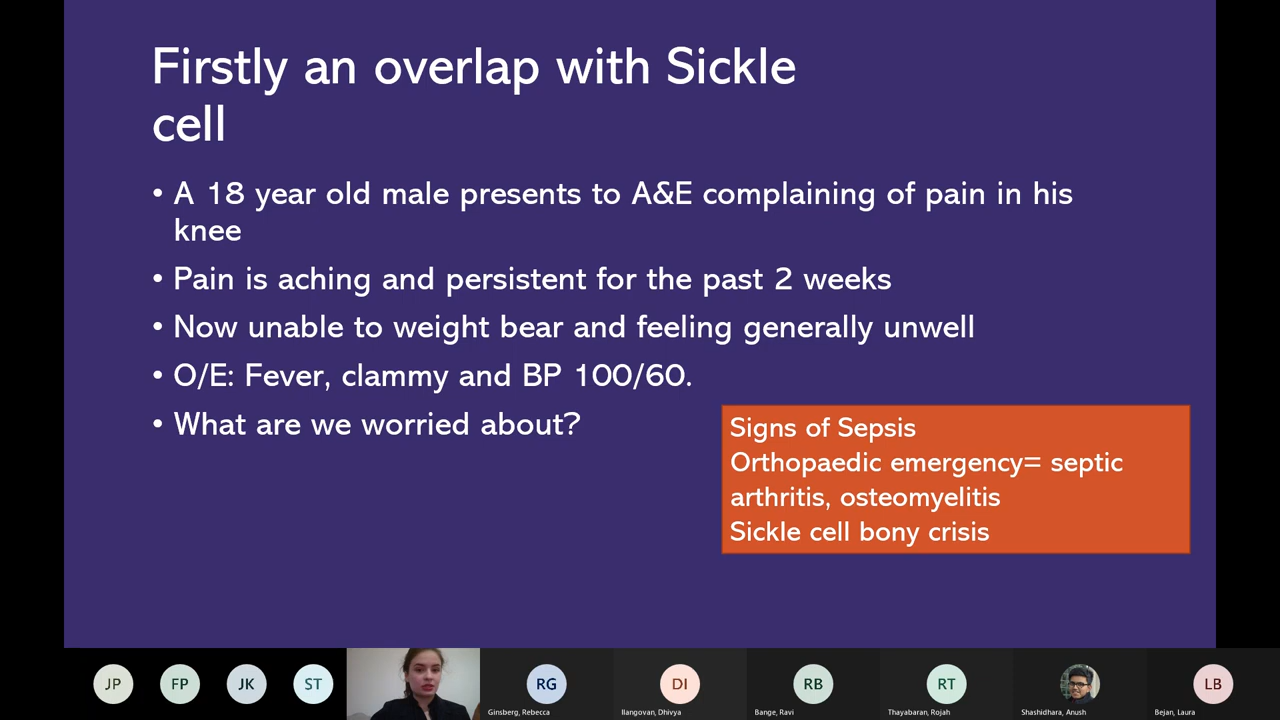 Firstly an overlap with Sickle
cell
• A 18 year old male presents to A&E complaining of pain in his
knee
• Pain is aching and persistent for the past 2 weeks
• Now unable to weight bear and feeling generally unwell
• O/E: Fever, clammy and BP 100/60.
• What are we worried about?
Signs of Sepsis
Orthopaedic emergency= septic
arthritis, osteomyelitis
Sickle cell bony crisis
JP
FP
JK
ST
RG
DI
RB
RT
LB
Ginsberg, Rebecca
Ilangovan, Dhivya
Bange, Ravi
Thayabaran, Rojah
Shashidhara, Anush
Bejan, Laura